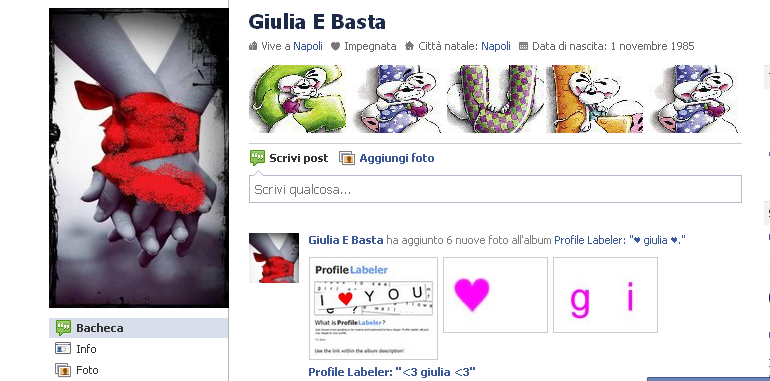 Giulia E Basta
Vive a Napoli Impegnata Città natale: Napoli Data di nascita: 1 novembre 1985
G I U L I
Scrivi post Aggiungi foto
Scrivi qualcosa...
Giulia E Basta ha aggiunto 6 nuove foto all'album Profile Labeler: "♥ giulia ♥."
ProfileLabeler
I ♥ YOU
What is ProfileLabeler?
Use the link within the album description!
g i
Profile Labeler: "<3 giulia <3"
Bacheca
Info
Foto